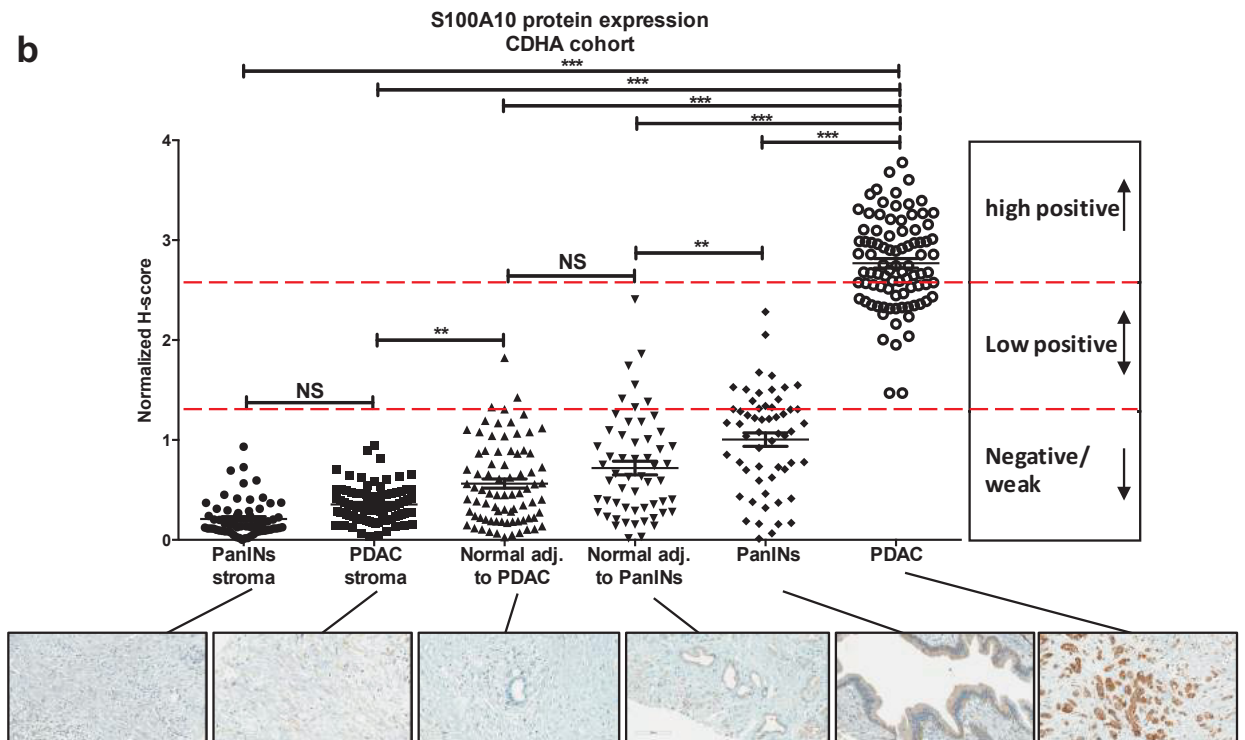 b
S100A10 protein expression
CDHA cohort
***
***
***
***
***
4
high positive
3
**
NS
Normalized H-score
Low positive
2
**
NS
1
Negative/
weak
0
PanINs
stroma
PDAC
stroma
Normal adj.
to PDAC
Normal adj.
to PanINs
PanINs
PDAC